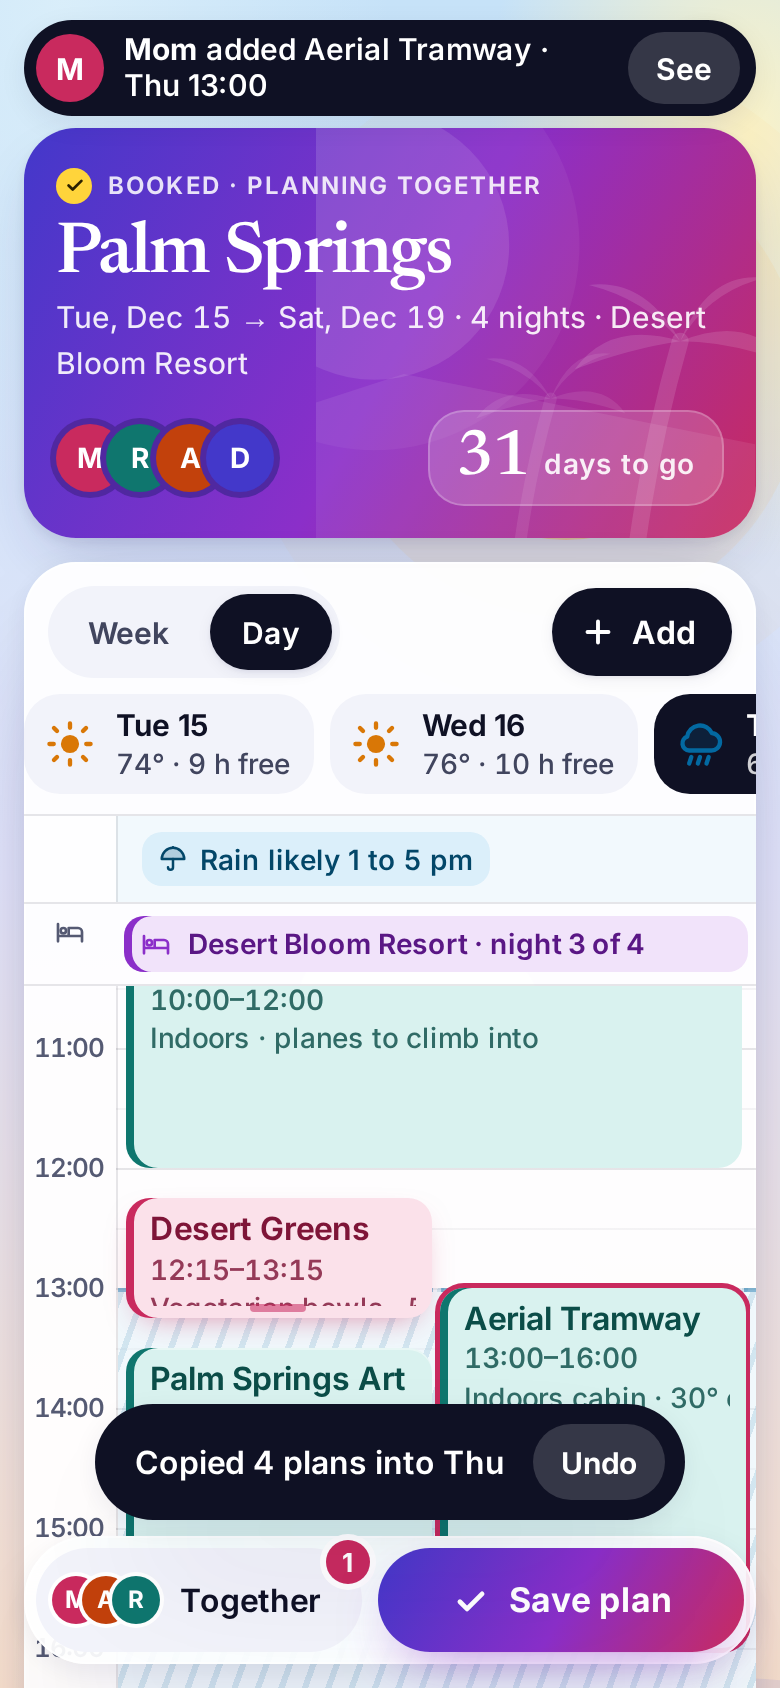 M
Mom added Aerial Tramway ·
Thu 13:00
See
BOOKED · PLANNING TOGETHER
Palm Springs
Tue, Dec 15 → Sat, Dec 19 · 4 nights · Desert
Bloom Resort
M R A D
31 days to go
Week
Day
+ Add
Tue 15
74° · 9 h free
Wed 16
76° · 10 h free
Rain likely 1 to 5 pm
Desert Bloom Resort · night 3 of 4
10:00–12:00
Indoors · planes to climb into
11:00
12:00
Desert Greens
12:15–13:15
13:00
Aerial Tramway
13:00–16:00
Indoors cabin · 30°
Palm Springs Art
14:00
Copied 4 plans into Thu
Undo
15:00
M A R
Together
1
Save plan